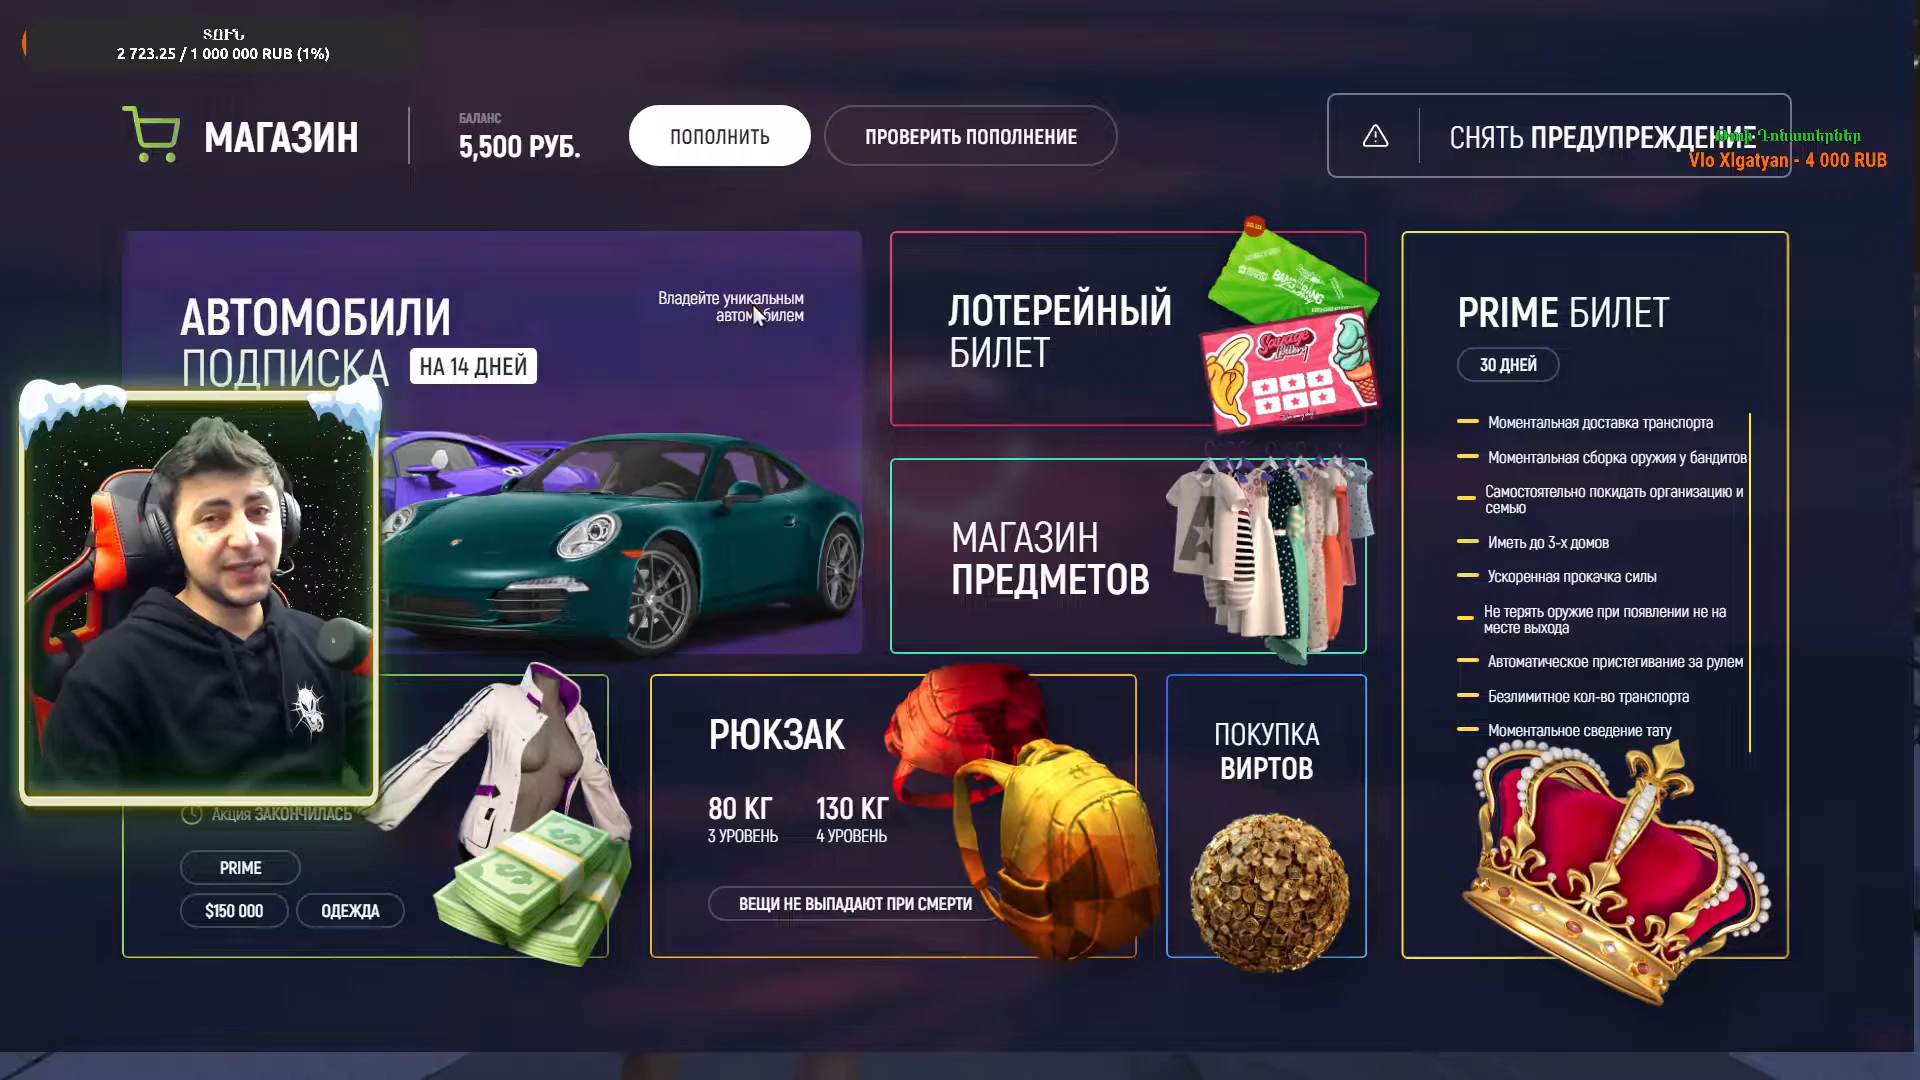 ՏՈՒՆ
2 723.25 / 1 000 000 RUB (1%)
МАГАЗИН
БАЛАНС
5,500 РУБ.
ПОПОЛНИТЬ
ПРОВЕРИТЬ ПОПОЛНЕНИЕ
СНЯТЬ ПРЕДУПРЕЖДЕНИЕ
Թոփ Դոնատերներ
Vlo Xlgatyan - 4 000 RUB
АВТОМОБИЛИ
ПОДПИСКА
НА 14 ДНЕЙ
Владейте уникальным
автомобилем
ЛОТЕРЕЙНЫЙ
БИЛЕТ
МАГАЗИН
ПРЕДМЕТОВ
PRIME БИЛЕТ
30 ДНЕЙ
Моментальная доставка транспорта
Моментальная сборка оружия у бандитов
Самостоятельно покидать организацию и
семью
Иметь до 3-х домов
Ускоренная прокачка силы
Не терять оружие при появлении не на
месте выхода
Автоматическое пристегивание за рулем
Безлимитное кол-во транспорта
Моментальное сведение тату
Акция ЗАКОНЧИЛАСЬ
PRIME
$150 000
ОДЕЖДА
РЮКЗАК
80 КГ
3 УРОВЕНЬ
130 КГ
4 УРОВЕНЬ
ВЕЩИ НЕ ВЫПАДАЮТ ПРИ СМЕРТИ
ПОКУПКА
ВИРТОВ